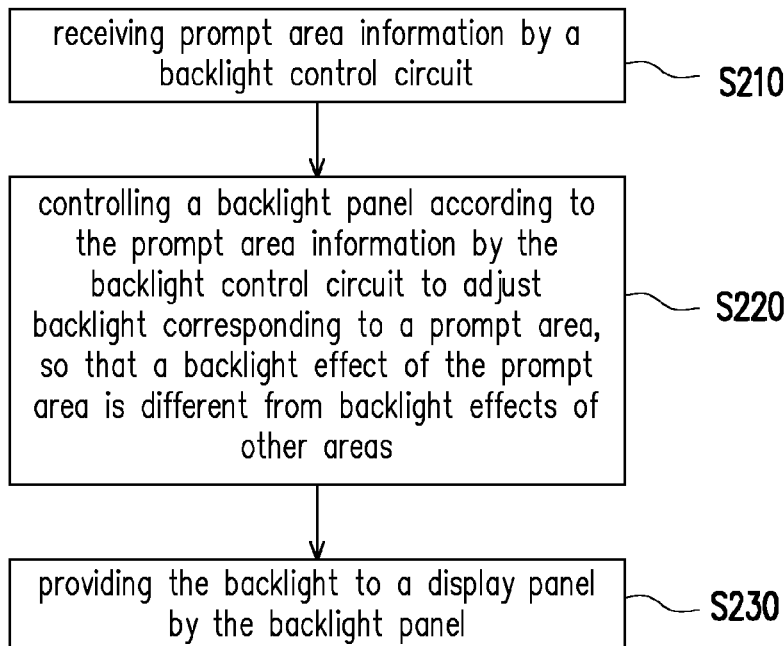 receiving prompt area information by a
backlight control circuit
S210
controlling a backlight panel according to
the prompt area information by the
backlight control circuit to adjust
backlight corresponding to a prompt area,
so that a backlight effect of the prompt
area is different from backlight effects of
other areas
S220
providing the backlight to a display panel
by the backlight panel
S230